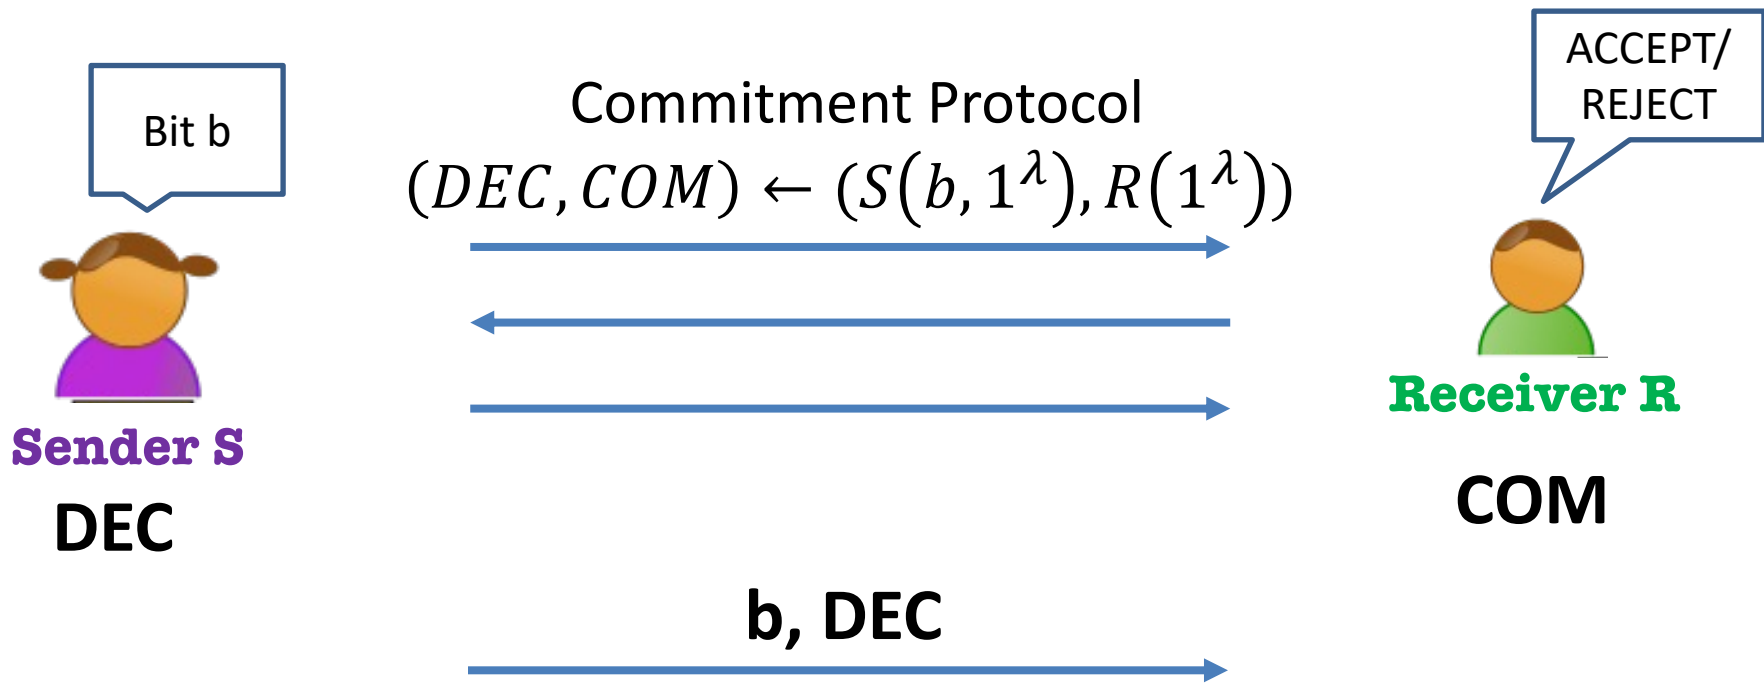 Bit b
Commitment Protocol
(DEC, COM) ← (S(b, 1^λ), R(1^λ))
ACCEPT/
REJECT
Sender S
DEC
Receiver R
COM
b, DEC